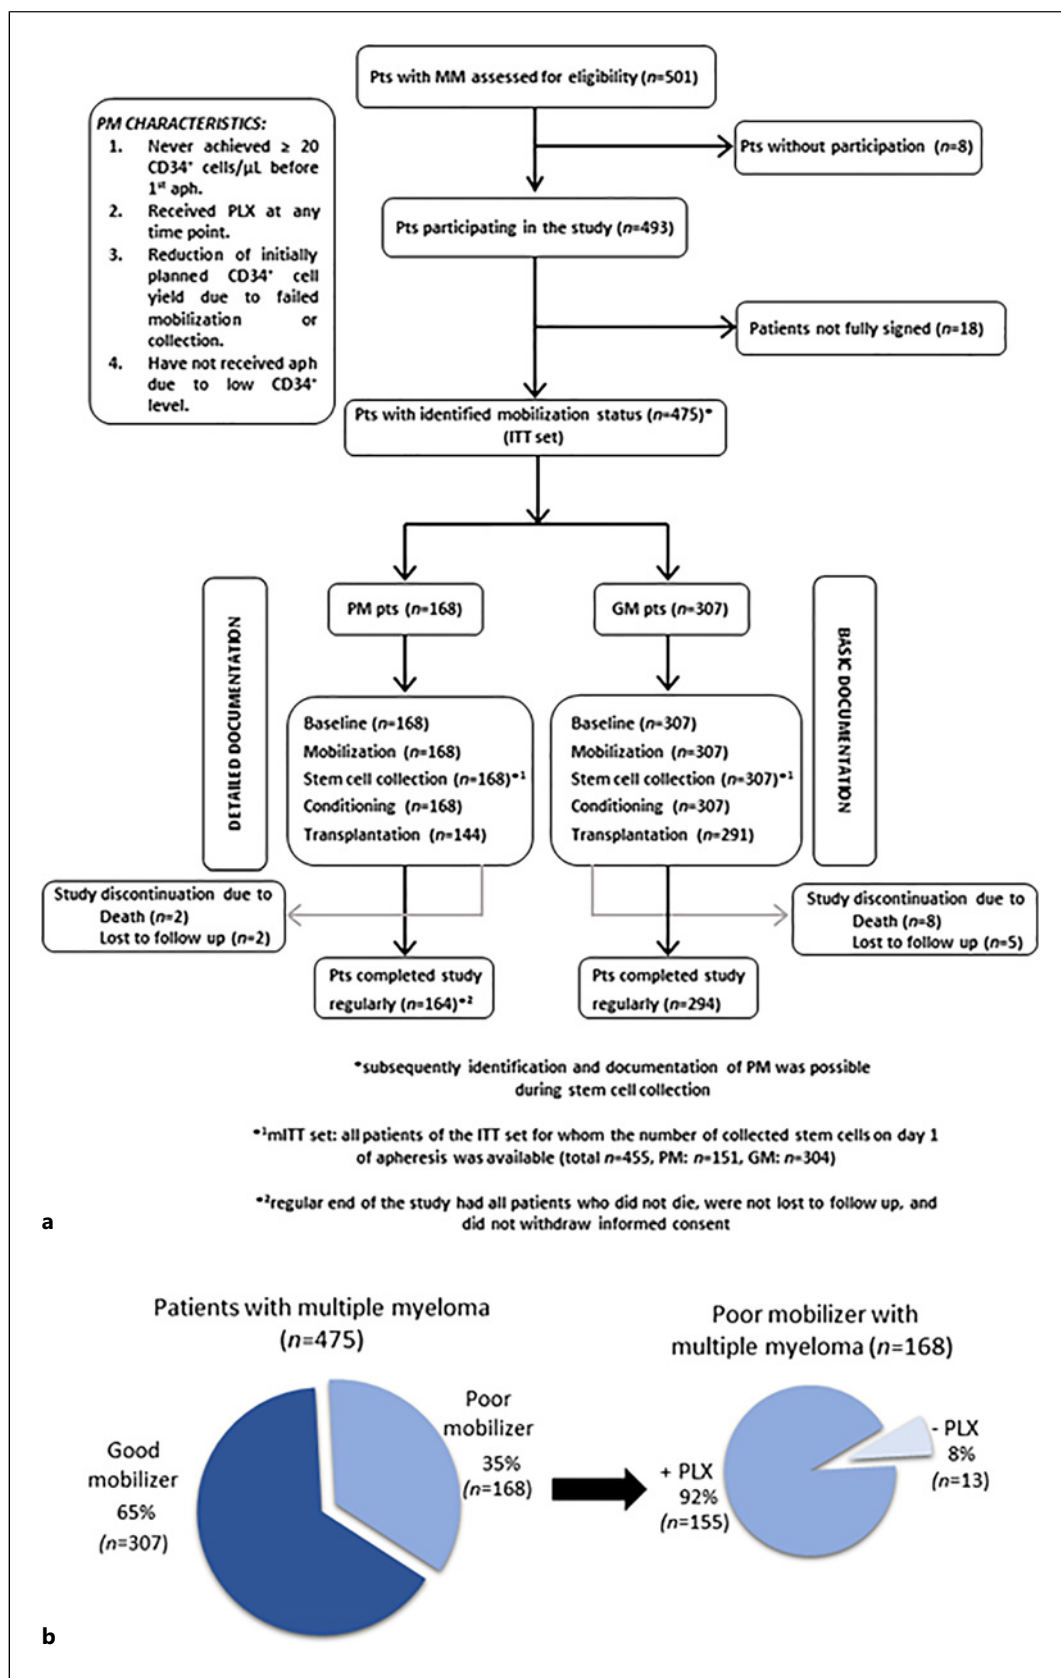 Pts with MM assessed for eligibility (n=501)
PM CHARACTERISTICS:
1. Never achieved ≥ 20
CD34⁺ cells/µL before
1ˢᵗ aph.
2. Received PLX at any
time point.
3. Reduction of initially
planned CD34⁺ cell
yield due to failed
mobilization or
collection.
4. Have not received aph
due to low CD34⁺
level.
Pts without participation (n=8)
Pts participating in the study (n=493)
Patients not fully signed (n=18)
Pts with identified mobilization status (n=475)*
(ITT set)
DETAILED DOCUMENTATION
PM pts (n=168)
GM pts (n=307)
BASIC DOCUMENTATION
Baseline (n=168)
Mobilization (n=168)
Stem cell collection (n=168)*¹
Conditioning (n=168)
Transplantation (n=144)
Baseline (n=307)
Mobilization (n=307)
Stem cell collection (n=307)*¹
Conditioning (n=307)
Transplantation (n=291)
Study discontinuation due to
Death (n=2)
Lost to follow up (n=2)
Study discontinuation due to
Death (n=8)
Lost to follow up (n=5)
Pts completed study
regularly (n=164)*²
Pts completed study
regularly (n=294)
*subsequently identification and documentation of PM was possible
during stem cell collection
*¹mITT set: all patients of the ITT set for whom the number of collected stem cells on day 1
of apheresis was available (total n=455, PM: n=151, GM: n=304)
*²regular end of the study had all patients who did not die, were not lost to follow up, and
did not withdraw informed consent
a
Patients with multiple myeloma
(n=475)
Good
mobilizer
65%
(n=307)
Poor
mobilizer
35%
(n=168)
Poor mobilizer with
multiple myeloma (n=168)
+ PLX
92%
(n=155)
- PLX
8%
(n=13)
b